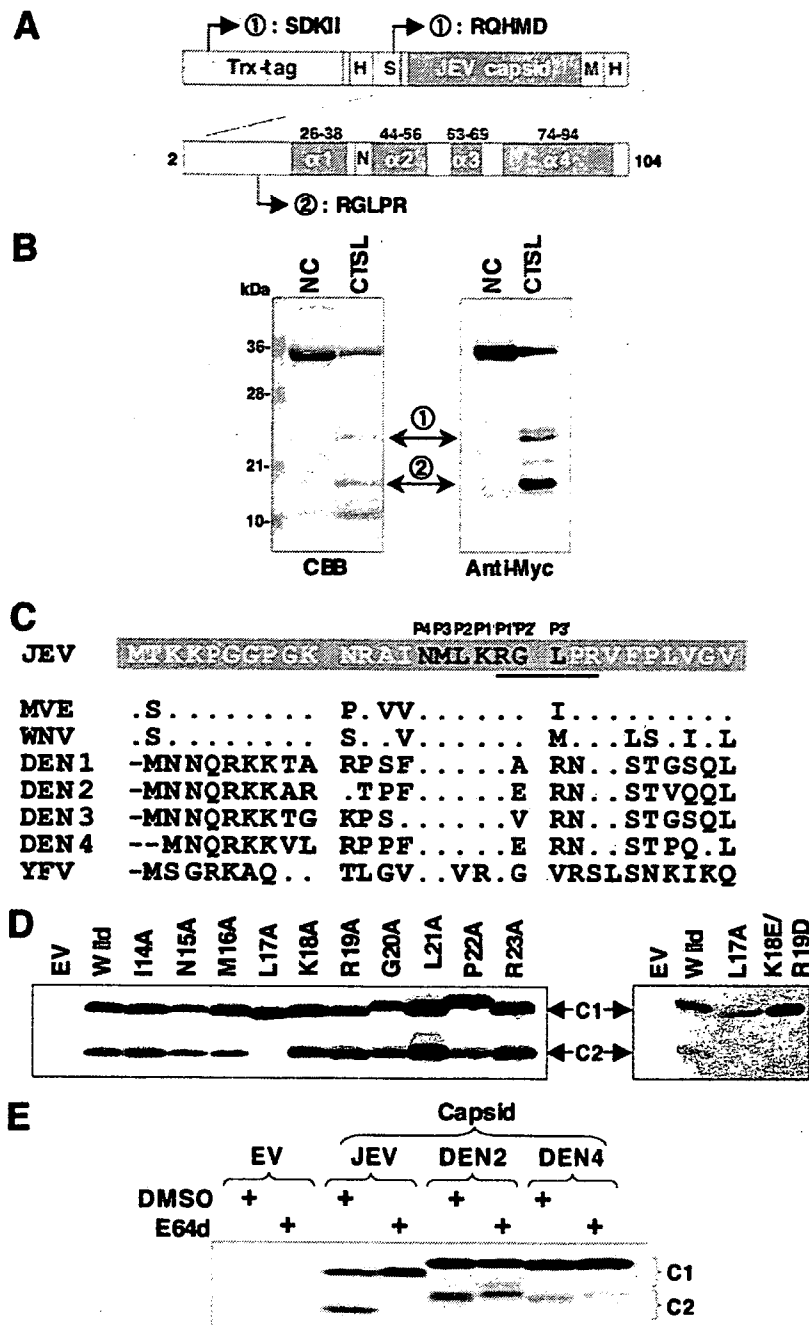 A
① : SDKII
① : RQHMD
Trx-tag H S JEV capsid M H
26-38 44-56 63-69 74-94
2 α1 N α2 α3 α4 104
② : RGLPR
B
NC CTSL NC CTSL
kDa
36-
28-
①
21-
②
10-
CBB Anti-Myc
C
P4 P3 P2 P1 P1' P2' P3'
JEV MTKKPGGPGK NRAINMLKRG LPRVFPLVGV
MVE .S........ P.VV...... I.........
WNV .S........ S..V...... M...LS.I.L
DEN1 -MNNQRKKTA RPSF.....A RN..STGSQL
DEN2 -MNNQRKKAR .TPF.....E RN..STVQQL
DEN3 -MNNQRKKTG KPS......V RN..STGSQL
DEN4 --MNQRKKVL RPPF.....E RN..STPQ.L
YFV -MSGRKAQ.. TLGV..VR.G VRSLSNKIKQ
D
EV Wild I14A N15A M16A L17A K18A R19A G20A L21A P22A R23A
EV Wild L17A K18E/ R19D
C1
C2
E
Capsid
EV JEV DEN2 DEN4
DMSO + + + +
E64d + + + +
C1
C2